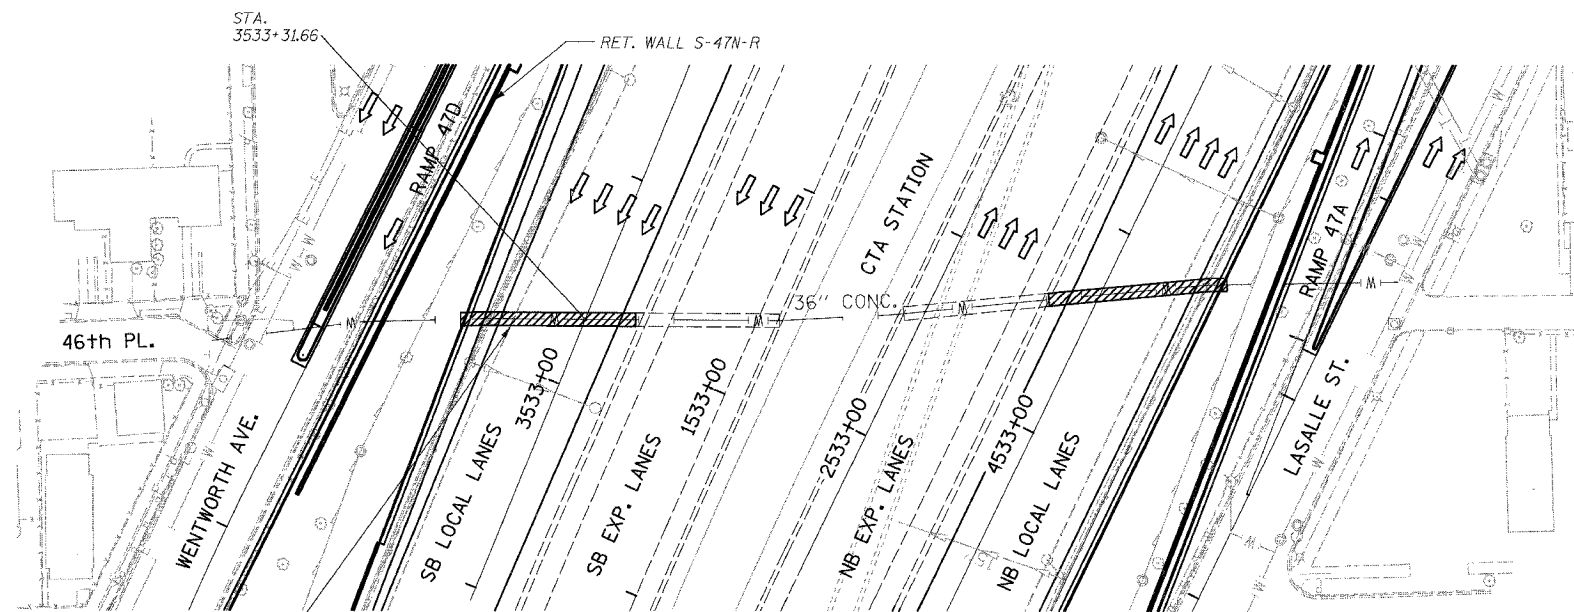 STA.
3533+31.66
RET. WALL S-47N-R
RAMP 47D
CTA STATION
RAMP 47A
36" CONC.
W
W
W
W
W
W
46th PL.
3533+00
1533+00
2533+00
4533+00
WENTWORTH AVE.
SB LOCAL LANES
SB EXP. LANES
NB EXP. LANES
NB LOCAL LANES
LASALLE ST.